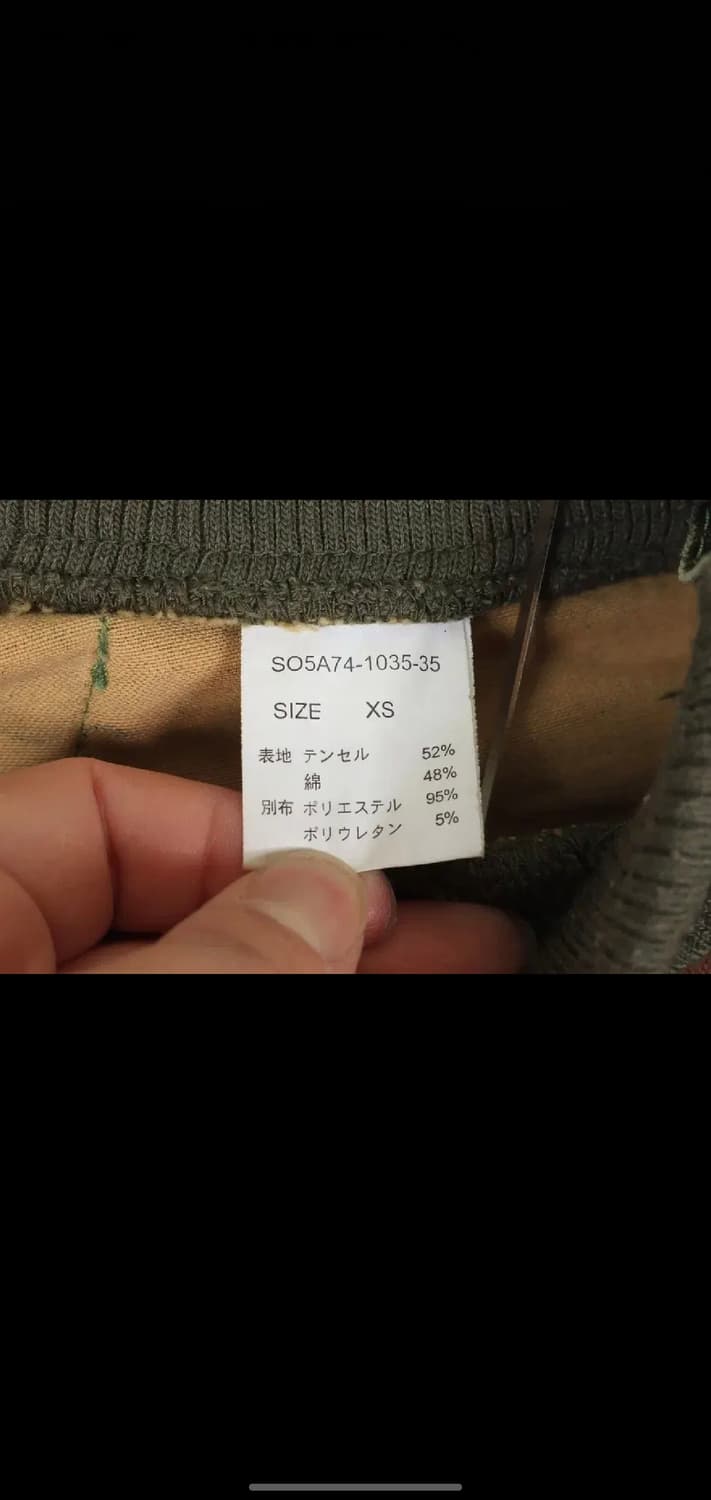 SO5A74-1035-35
SIZE XS
表地 テンセル 52%
綿 48%
別布 ポリエステル 95%
ポリウレタン 5%